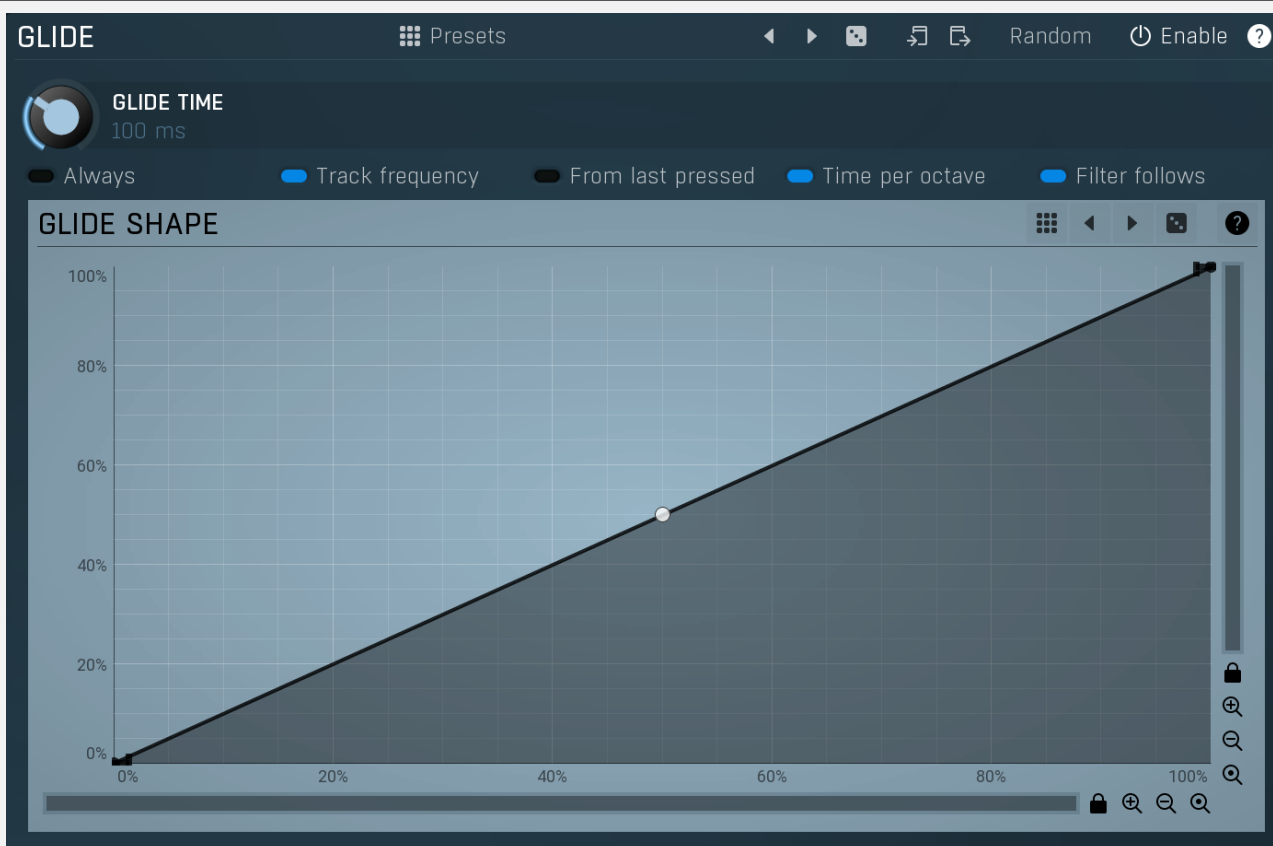 GLIDE Presets Random Enable ?
GLIDE TIME
100 ms
Always Track frequency From last pressed Time per octave Filter follows
GLIDE SHAPE ?
100%
80%
60%
40%
20%
0%
0% 20% 40% 60% 80% 100%